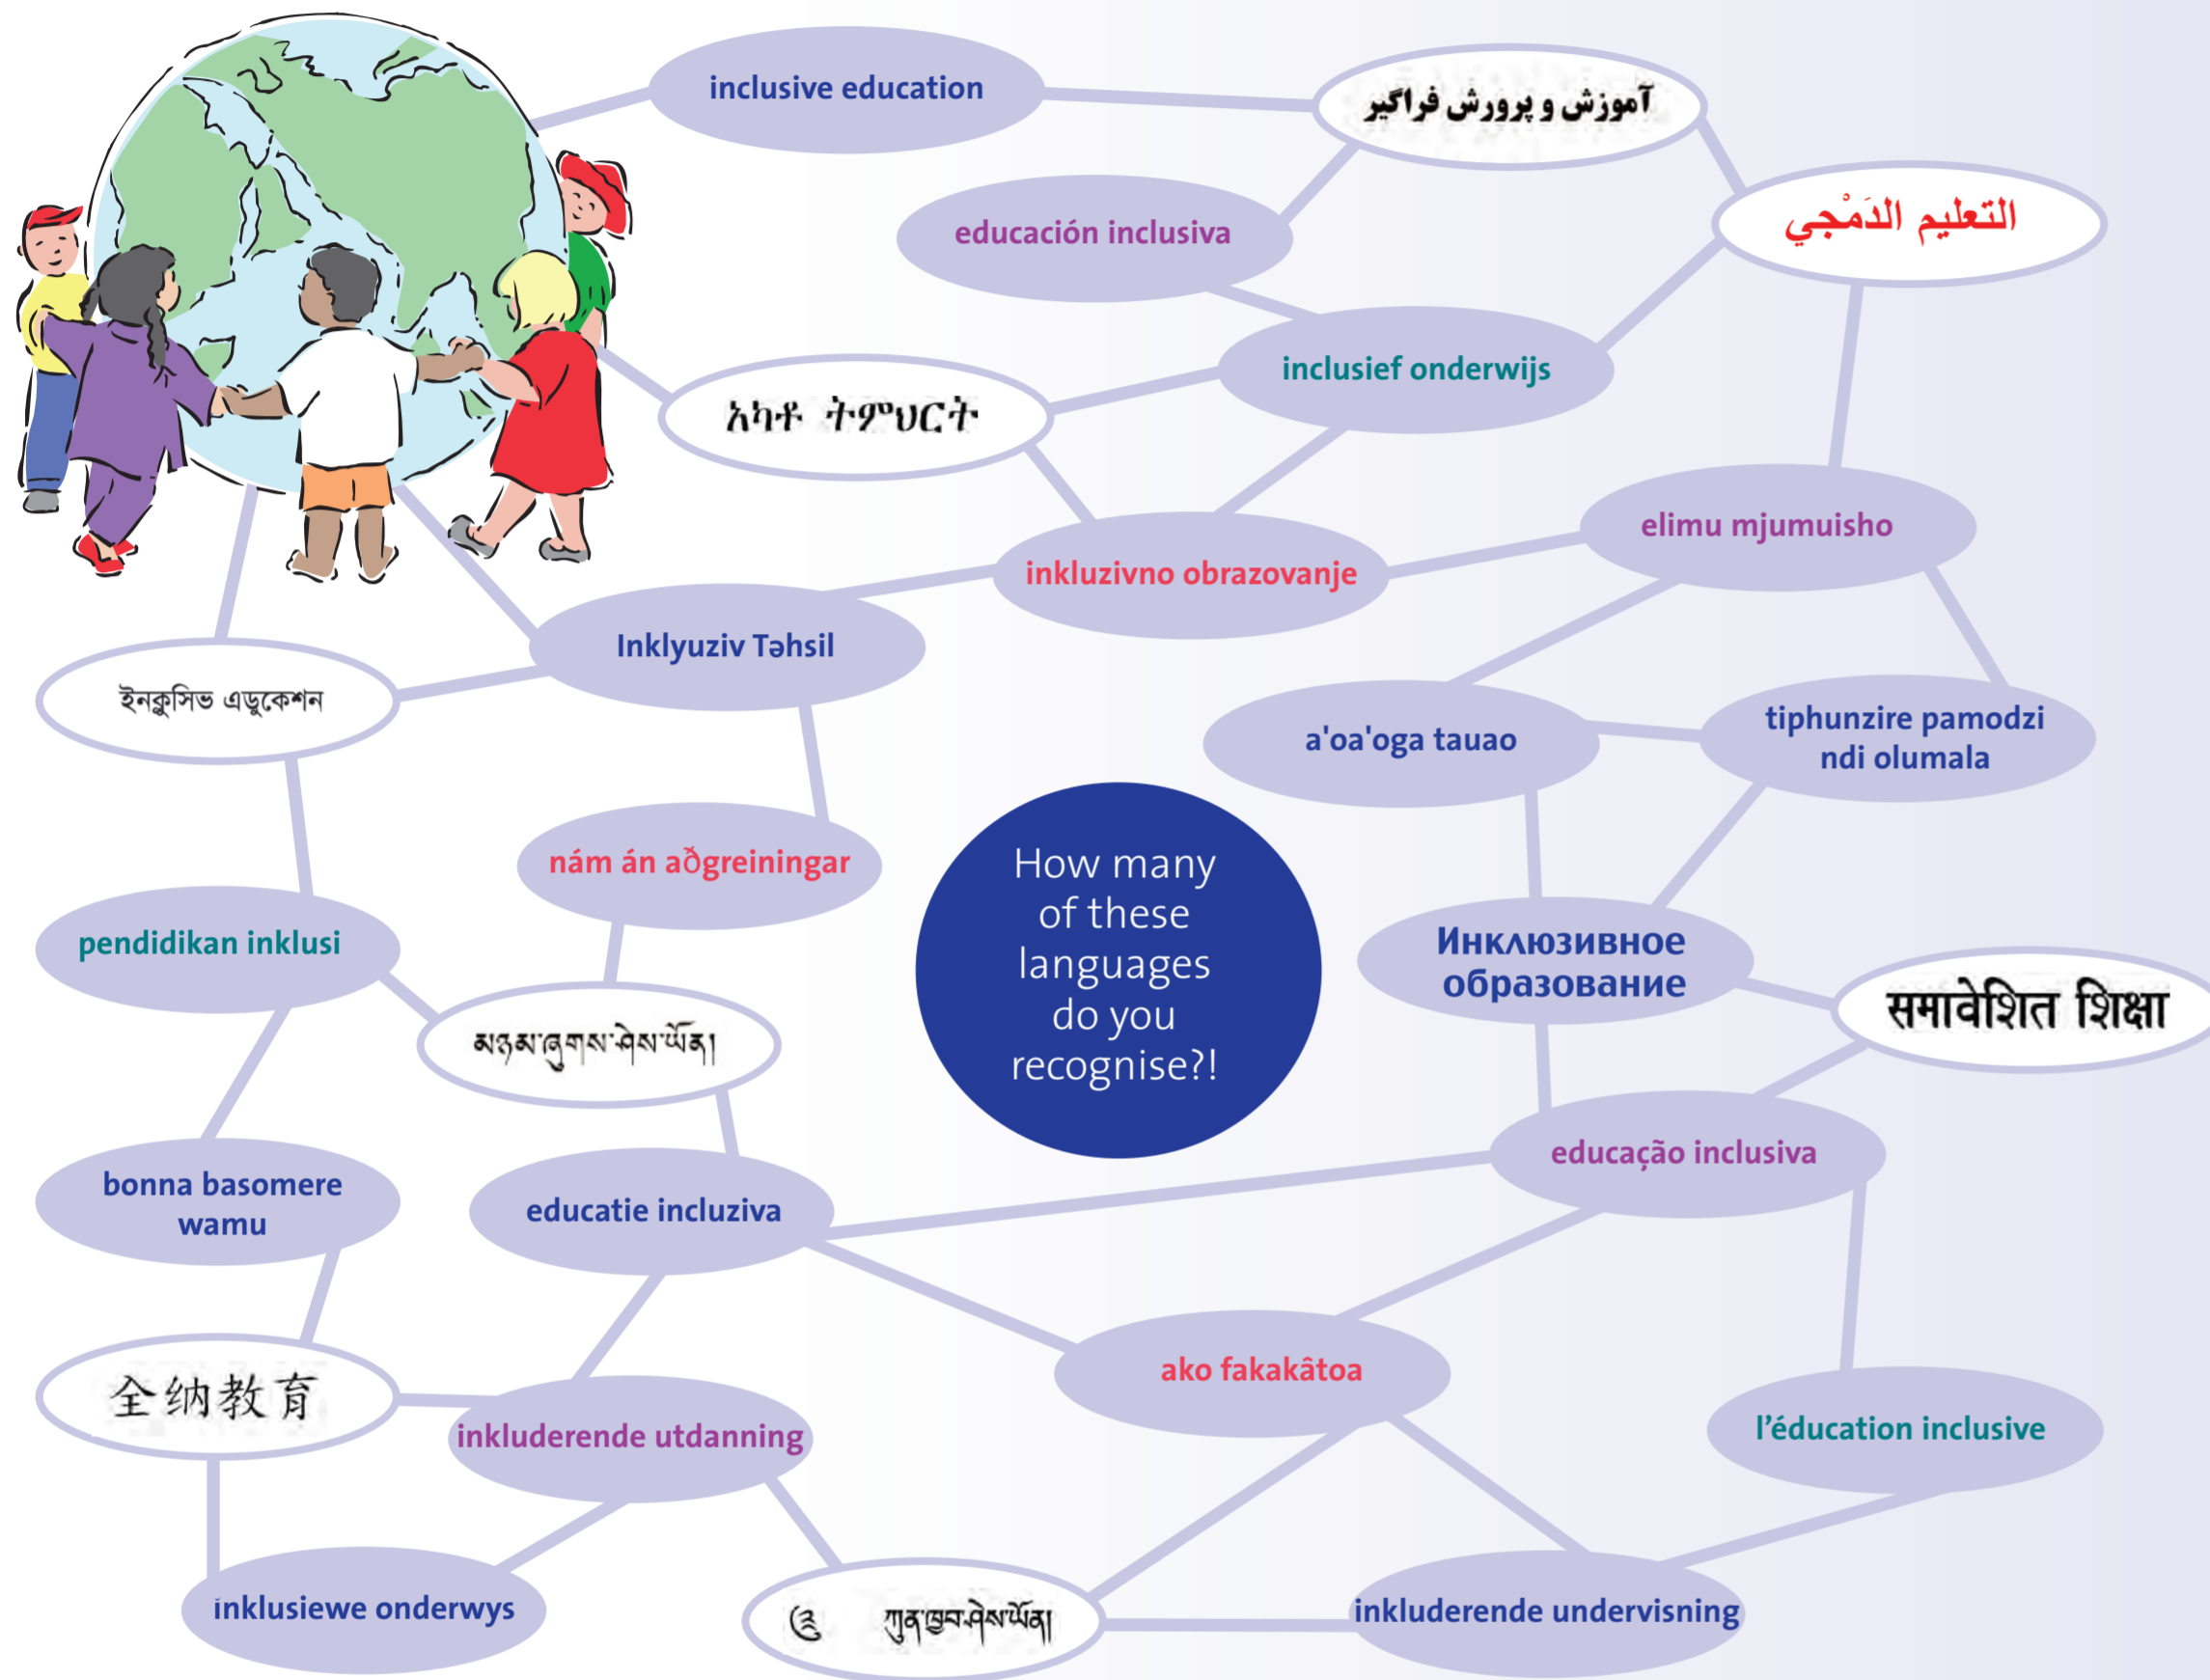 inclusive education
آموزش و پرورش فراگیر
التعليم الدَمْجي
educación inclusiva
inclusief onderwijs
አካቶ ትምህርት
elimu mjumuisho
inkluzivno obrazovanje
Inklyuziv Təhsil
ইনক্লুসিভ এডুকেশন
a'oa'oga tauao
tiphunzire pamodzi
ndi olumala
nám án aðgreiningar
How many
of these
languages
do you
recognise?!
pendidikan inklusi
Инклюзивное
образование
समावेशित शिक्षा
མཉམ་ཞུགས་ཤེས་ཡོན།
educação inclusiva
bonna basomere
wamu
educatie incluziva
ako fakakâtoa
全纳教育
inkluderende utdanning
l'éducation inclusive
inklusiewe onderwys
༄ ཀུན་ཁྱབ་ཤེས་ཡོན།
inkluderende undervisning